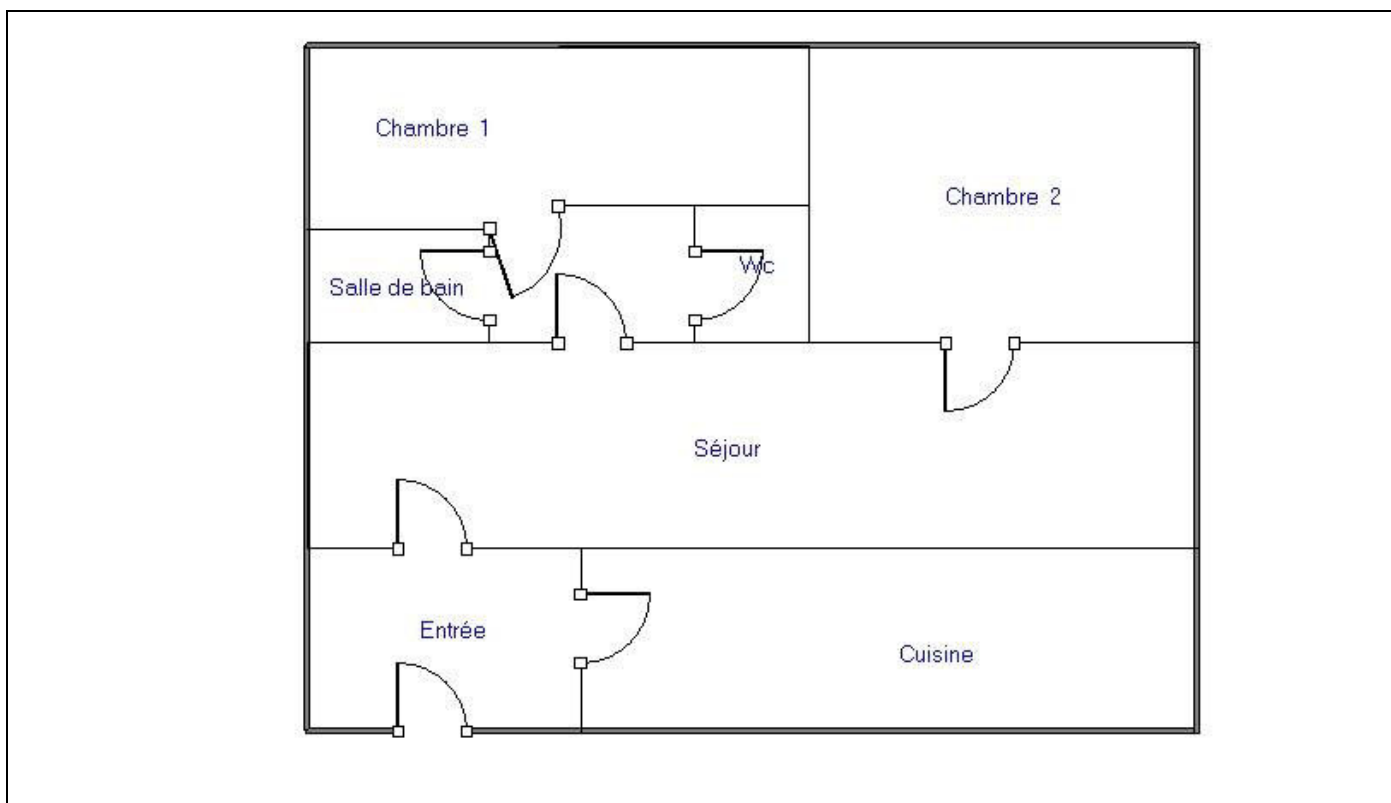 Chambre 1
Chambre 2
Salle de bain
Wc
Séjour
Entrée
Cuisine